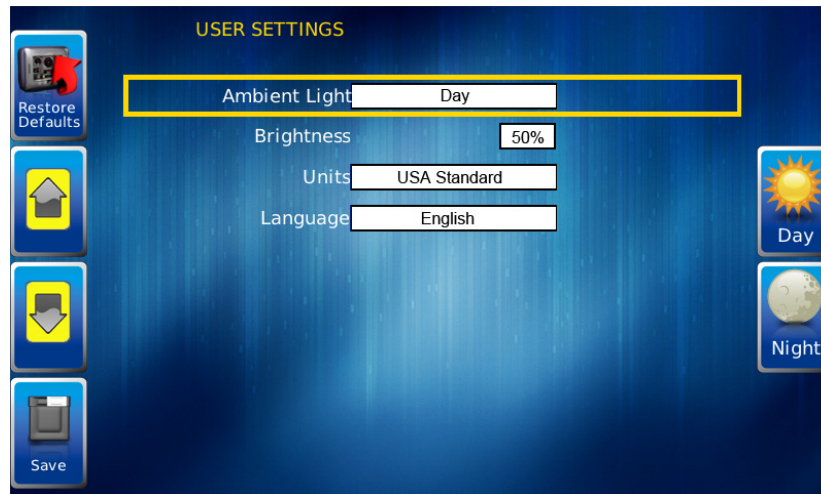 USER SETTINGS
Restore
Defaults
Ambient Light Day
Brightness 50%
Units USA Standard
Language English
Day
Night
Save